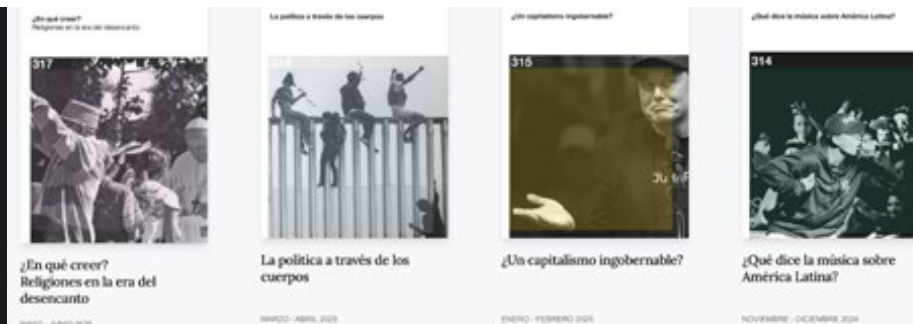 ¿En qué creer?
Religiones en la era del desencanto
317
¿En qué creer?
Religiones en la era del
desencanto
La política a través de los cuerpos
La política a través de los
cuerpos
MARZO - ABRIL 2025
¿Un capitalismo ingobernable?
315
¿Un capitalismo ingobernable?
ENERO - FEBRERO 2025
¿Qué dice la música sobre América Latina?
314
¿Qué dice la música sobre
América Latina?
NOVIEMBRE - DICIEMBRE 2024